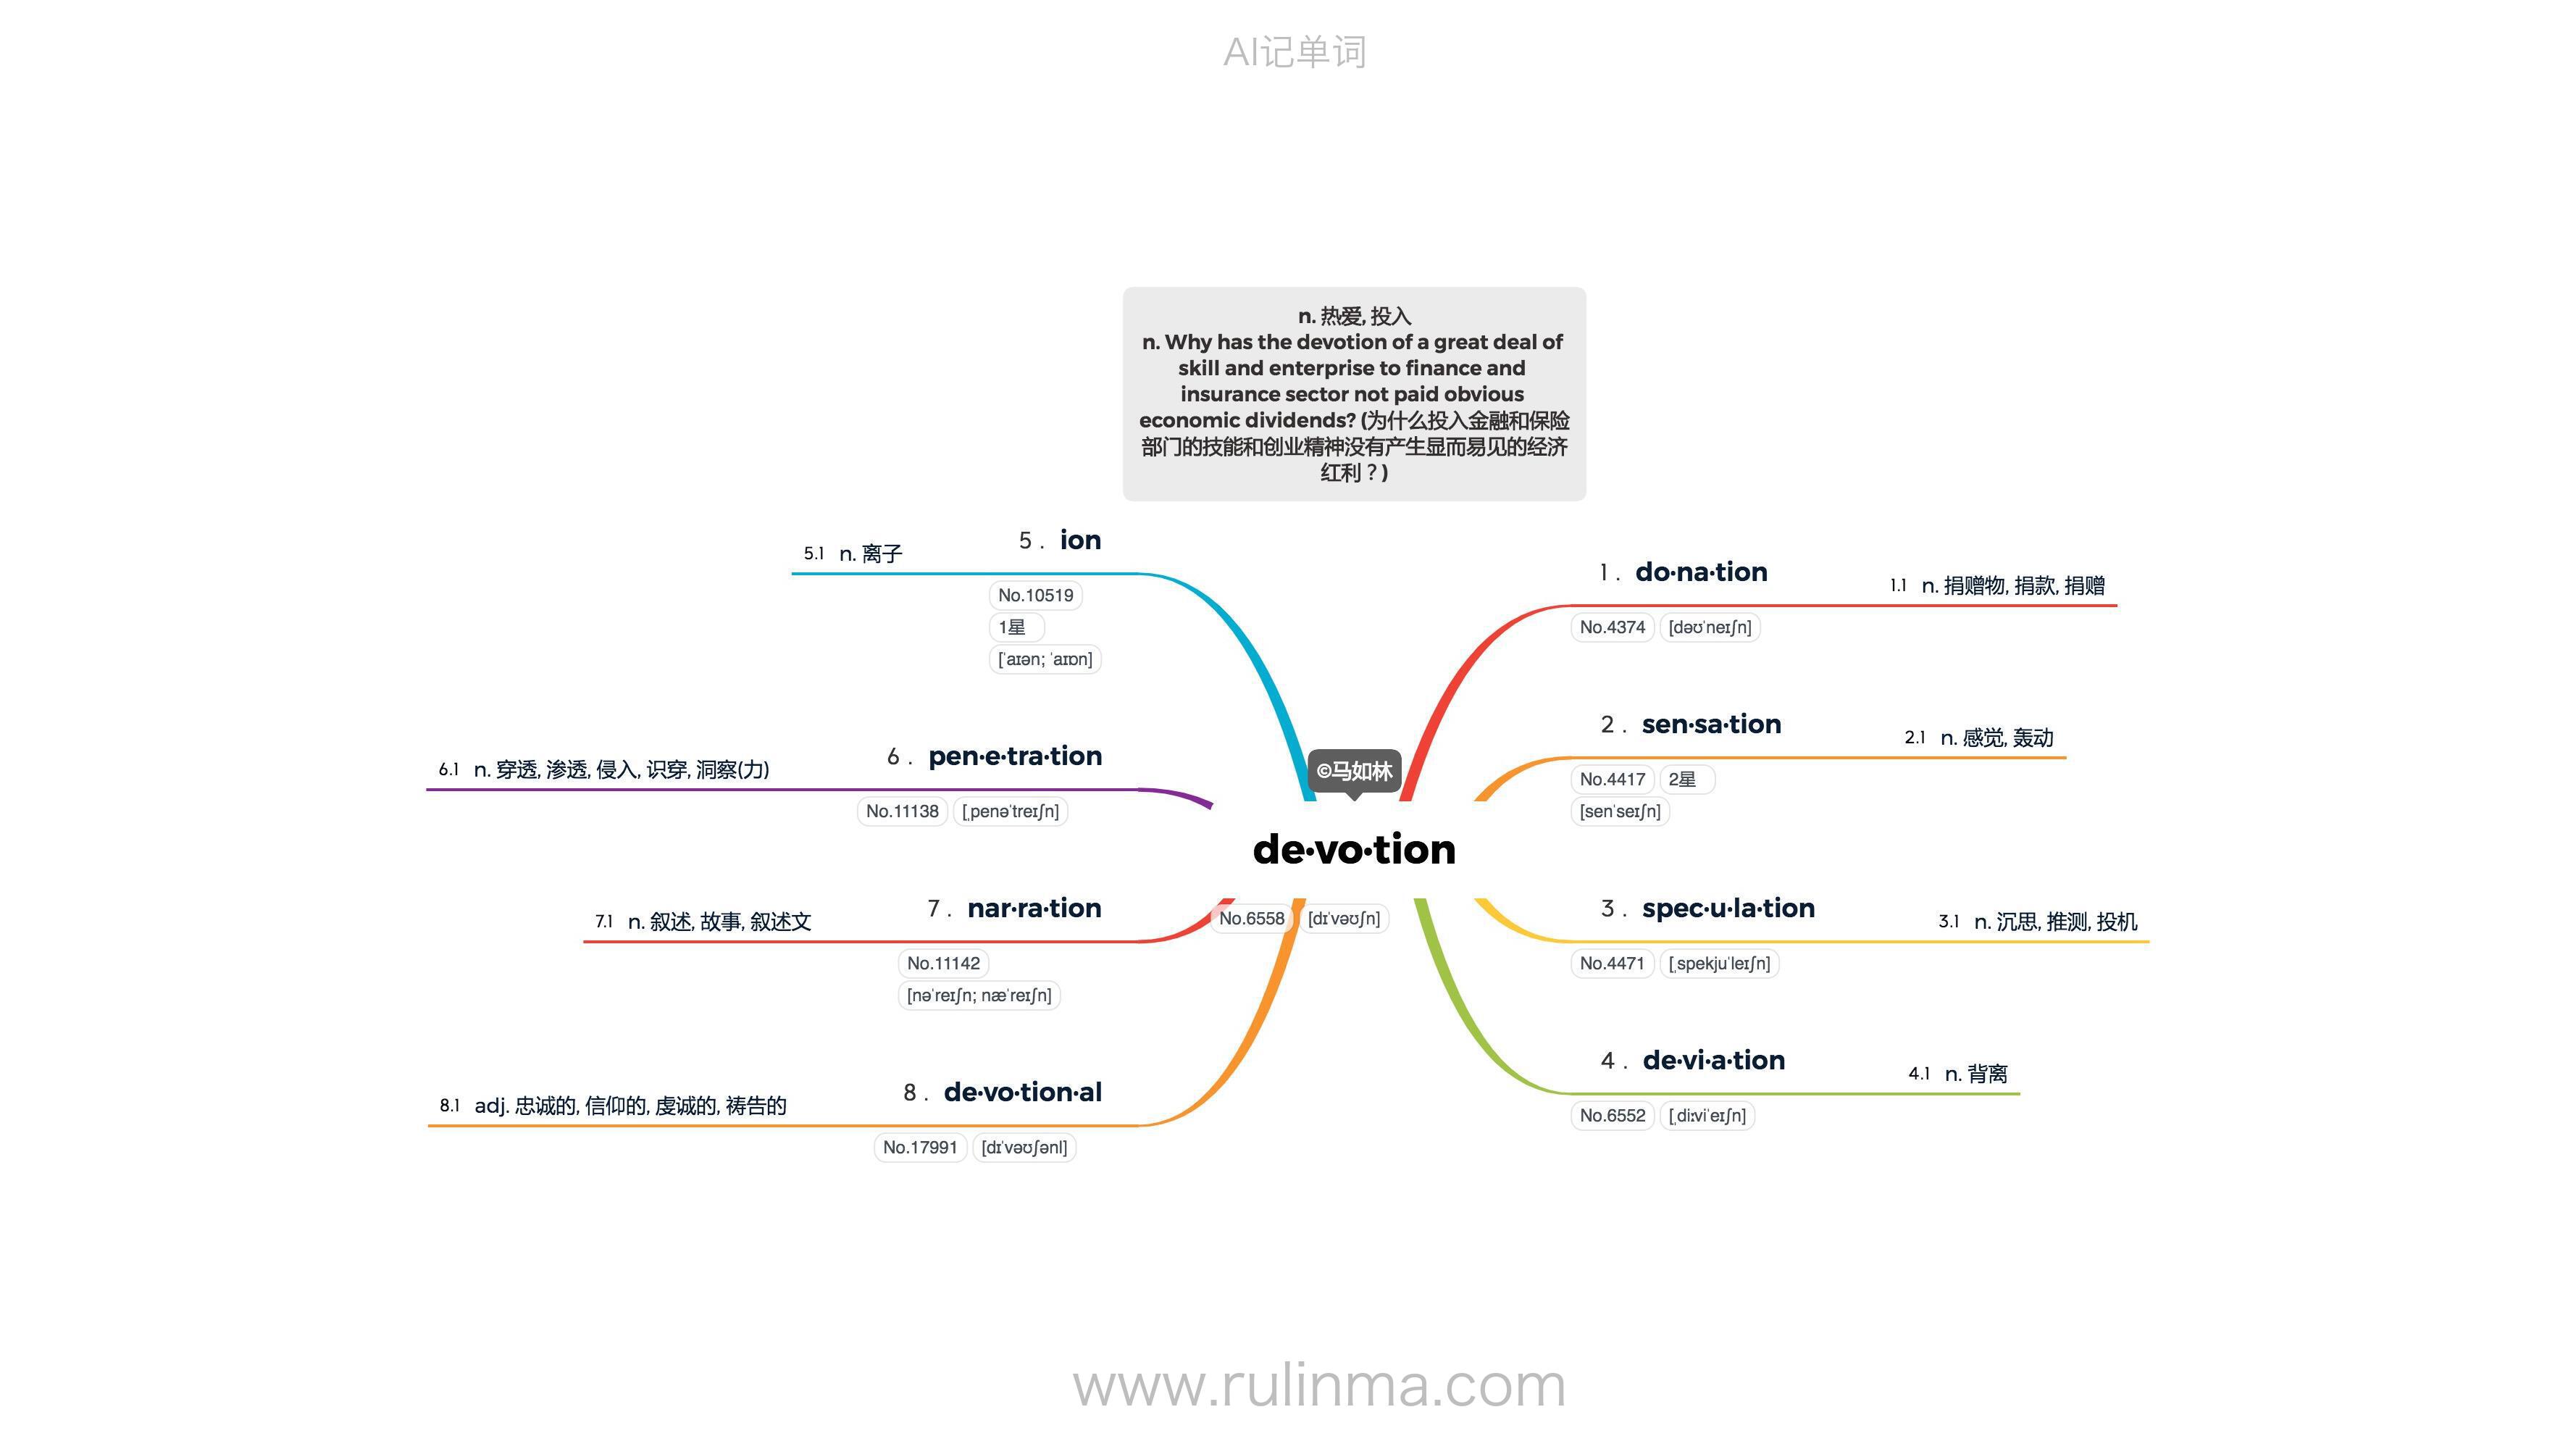 AI记单词
n. 热爱, 投入
n. Why has the devotion of a great deal of
skill and enterprise to finance and
insurance sector not paid obvious
economic dividends? (为什么投入金融和保险
部门的技能和创业精神没有产生显而易见的经济
红利？)
©马如林
de·vo·tion
No.6558 [dɪˈvəʊʃn]
1 . do·na·tion
1.1 n. 捐赠物, 捐款, 捐赠
No.4374 [dəʊˈneɪʃn]
2 . sen·sa·tion
2.1 n. 感觉, 轰动
No.4417 2星
[senˈseɪʃn]
3 . spec·u·la·tion
3.1 n. 沉思, 推测, 投机
No.4471 [ˌspekjuˈleɪʃn]
4 . de·vi·a·tion
4.1 n. 背离
No.6552 [ˌdiːviˈeɪʃn]
5 . ion
5.1 n. 离子
No.10519
1星
[ˈaɪən; ˈaɪɒn]
6 . pen·e·tra·tion
6.1 n. 穿透, 渗透, 侵入, 识穿, 洞察(力)
No.11138 [ˌpenəˈtreɪʃn]
7 . nar·ra·tion
7.1 n. 叙述, 故事, 叙述文
No.11142
[nəˈreɪʃn; næˈreɪʃn]
8 . de·vo·tion·al
8.1 adj. 忠诚的, 信仰的, 虔诚的, 祷告的
No.17991 [dɪˈvəʊʃənl]
www.rulinma.com